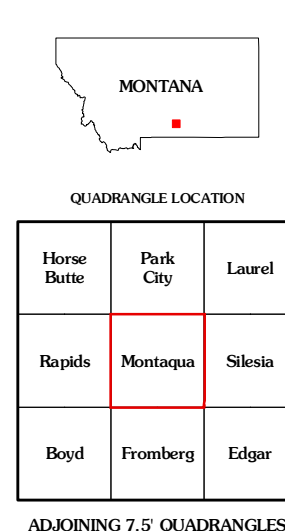 MONTANA
QUADRANGLE LOCATION
Horse Butte Park City Laurel
Rapids Montaqua Silesia
Boyd Fromberg Edgar
ADJOINING 7.5' QUADRANGLES